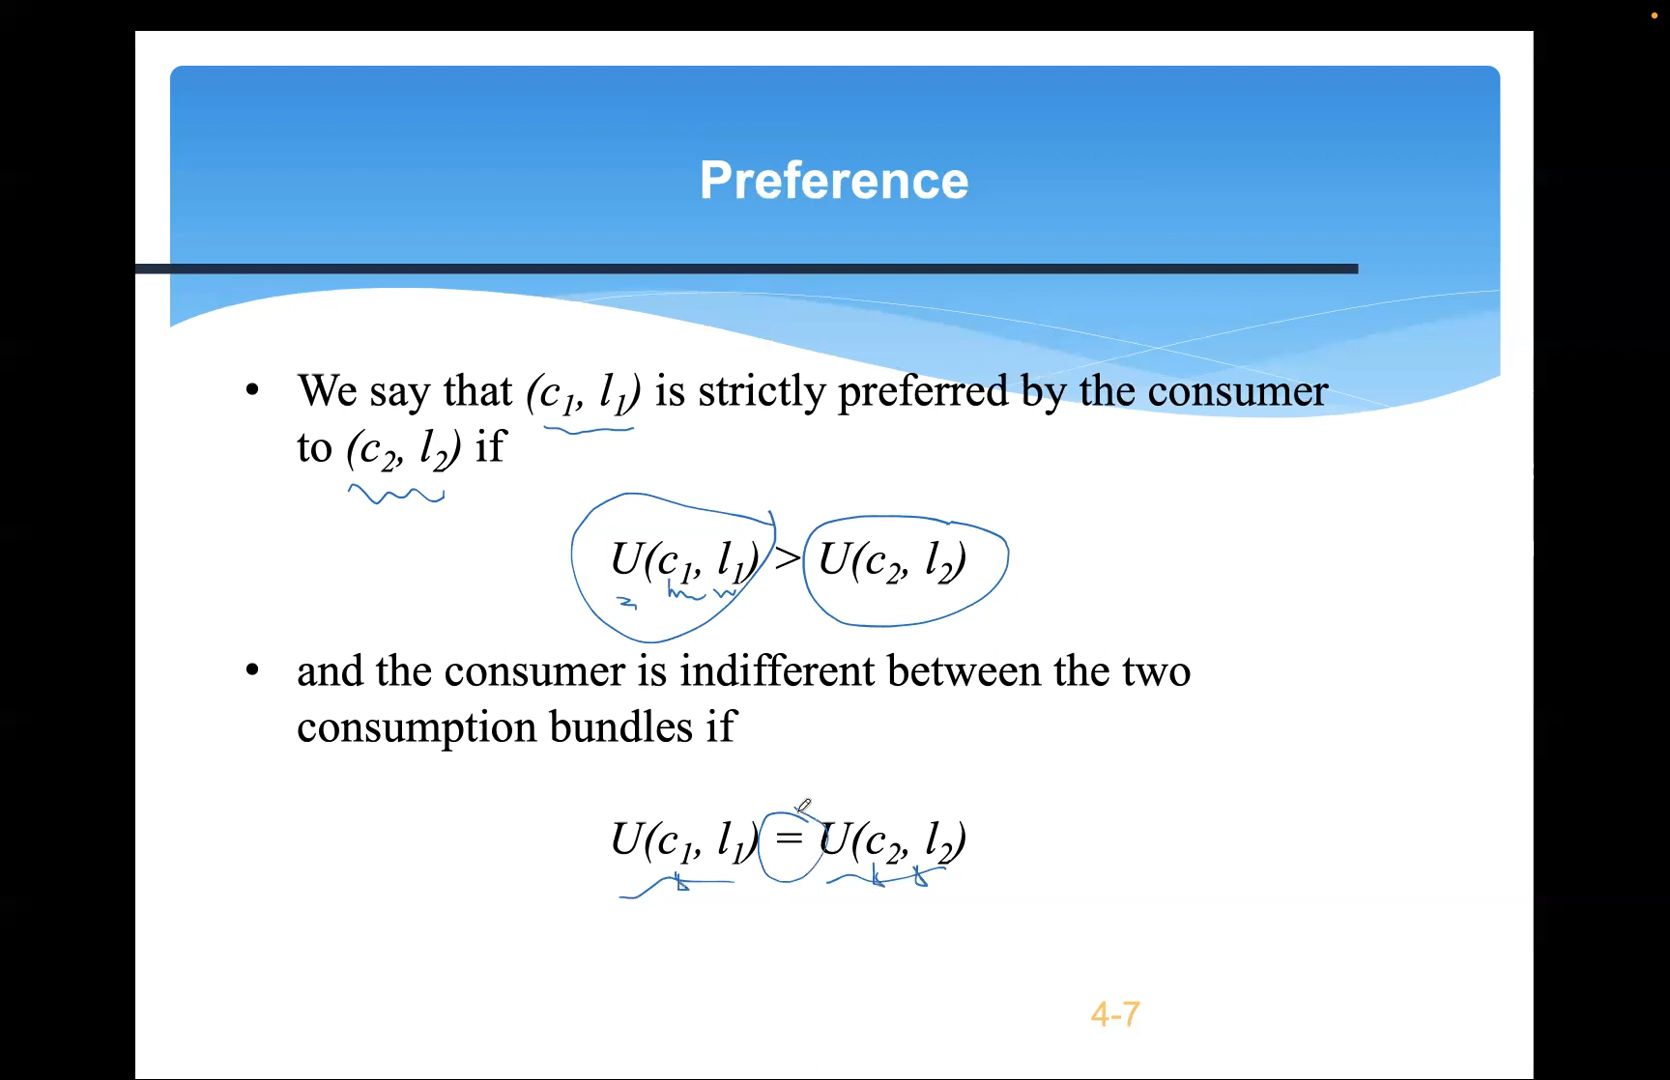 Preference
• We say that (c₁, l₁) is strictly preferred by the consumer
to (c₂, l₂) if
U(c₁, l₁) > U(c₂, l₂)
• and the consumer is indifferent between the two
consumption bundles if
U(c₁, l₁) = U(c₂, l₂)
4-7